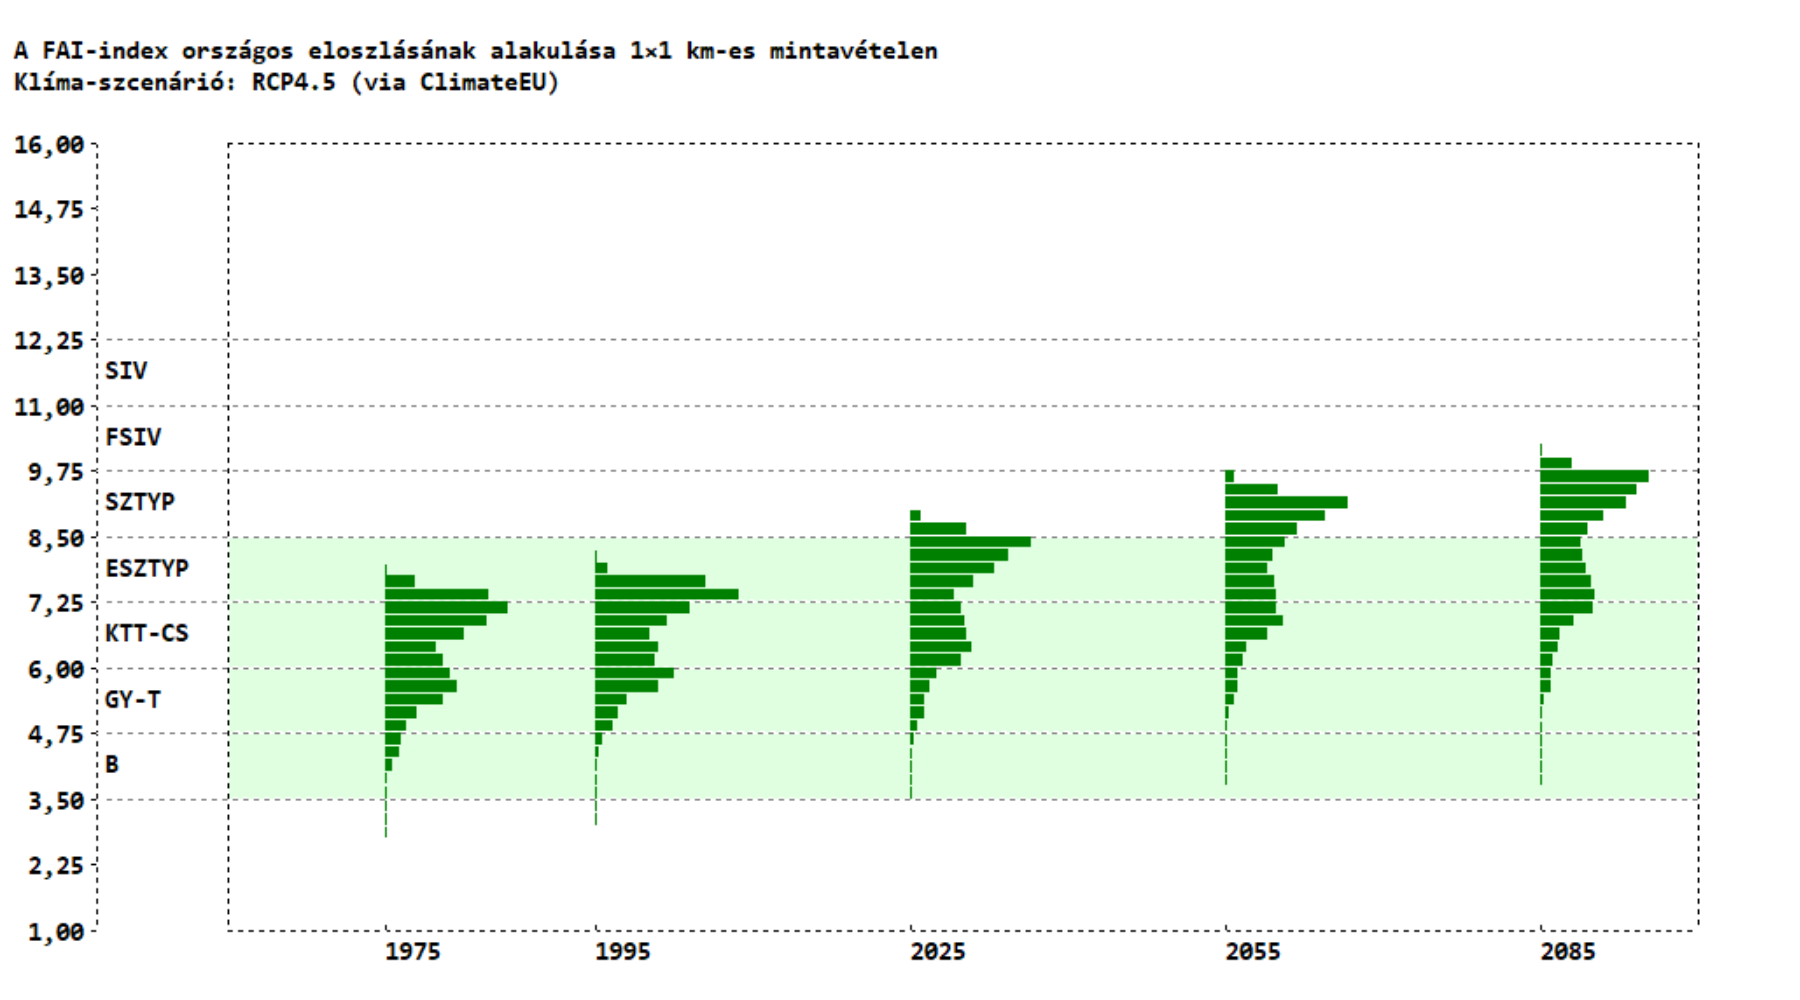 A FAI-index országos eloszlásának alakulása 1×1 km-es mintavételen
Klíma-szcenárió: RCP4.5 (via ClimateEU)
16,00
14,75
13,50
12,25
SIV
11,00
FSIV
9,75
SZTYP
8,50
ESZTYP
7,25
KTT-CS
6,00
GY-T
4,75
B
3,50
2,25
1,00
1975 1995 2025 2055 2085